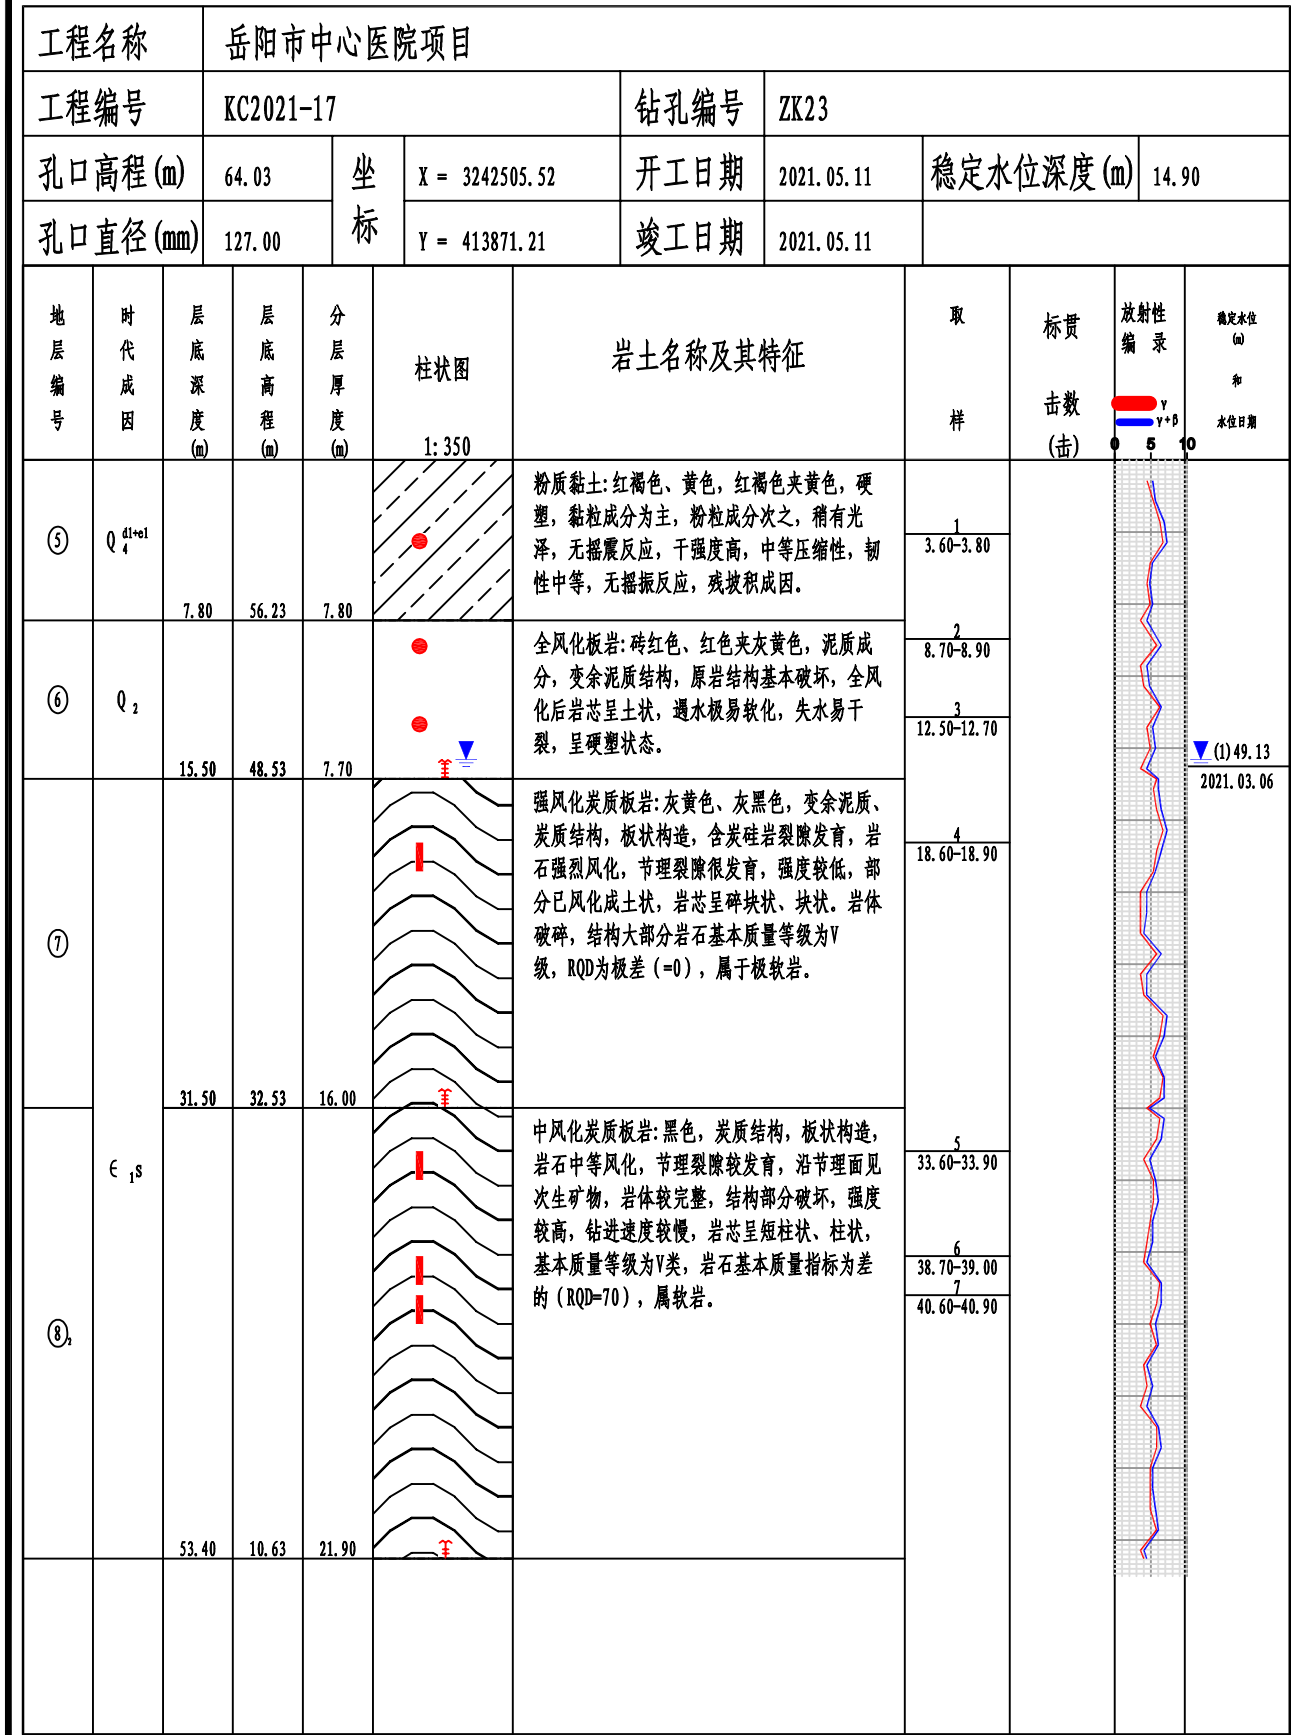 工程名称 岳阳市中心医院项目
工程编号 KC2021-17 钻孔编号 ZK23
孔口高程(m) 64.03 坐标 X = 3242505.52 开工日期 2021.05.11 稳定水位深度(m) 14.90
孔口直径(mm) 127.00 Y = 413871.21 竣工日期 2021.05.11
地层编号 时代成因 层底深度(m) 层底高程(m) 分层厚度(m) 柱状图 1:350 岩土名称及其特征 取样 标贯击数(击) 放射性编录 稳定水位(m)和水位日期
γ
γ+β
0 5 10
⑤ Q 4 dl+el 7.80 56.23 7.80
粉质黏土:红褐色、黄色，红褐色夹黄色，硬
塑，黏粒成分为主，粉粒成分次之，稍有光
泽，无摇震反应，干强度高，中等压缩性，韧
性中等，无摇振反应，残坡积成因。
1
3.60-3.80
⑥ Q 2 15.50 48.53 7.70
全风化板岩:砖红色、红色夹灰黄色，泥质成
分，变余泥质结构，原岩结构基本破坏，全风
化后岩芯呈土状，遇水极易软化，失水易干
裂，呈硬塑状态。
2
8.70-8.90
3
12.50-12.70
(1)49.13
2021.03.06
⑦ 31.50 32.53 16.00
强风化炭质板岩:灰黄色、灰黑色，变余泥质、
炭质结构，板状构造，含炭硅岩裂隙发育，岩
石强烈风化，节理裂隙很发育，强度较低，部
分已风化成土状，岩芯呈碎块状、块状。岩体
破碎，结构大部分岩石基本质量等级为V
级，RQD为极差（=0），属于极软岩。
4
18.60-18.90
∈ 1s
⑧2 53.40 10.63 21.90
中风化炭质板岩:黑色，炭质结构，板状构造，
岩石中等风化，节理裂隙较发育，沿节理面见
次生矿物，岩体较完整，结构部分破坏，强度
较高，钻进速度较慢，岩芯呈短柱状、柱状，
基本质量等级为V类，岩石基本质量指标为差
的（RQD=70），属软岩。
5
33.60-33.90
6
38.70-39.00
7
40.60-40.90